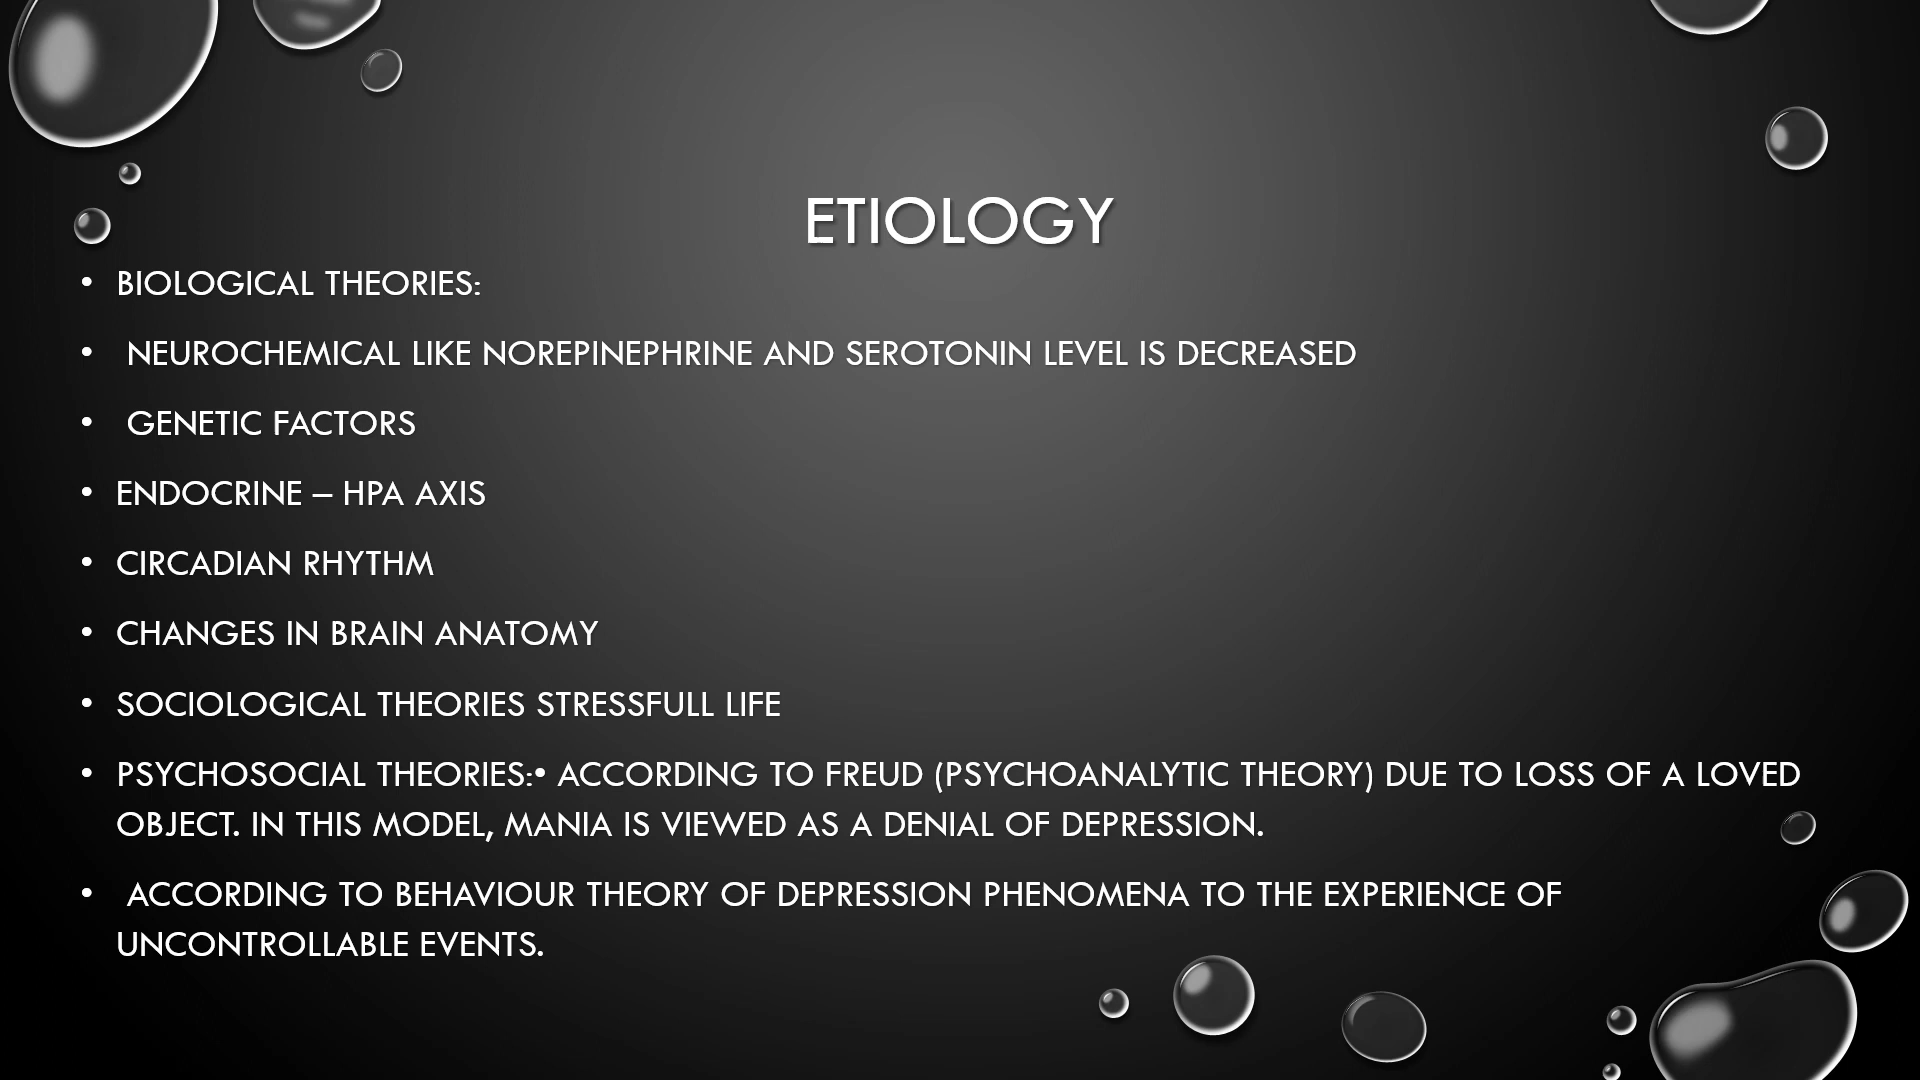 ETIOLOGY
• BIOLOGICAL THEORIES:
• NEUROCHEMICAL LIKE NOREPINEPHRINE AND SEROTONIN LEVEL IS DECREASED
• GENETIC FACTORS
• ENDOCRINE – HPA AXIS
• CIRCADIAN RHYTHM
• CHANGES IN BRAIN ANATOMY
• SOCIOLOGICAL THEORIES STRESSFULL LIFE
• PSYCHOSOCIAL THEORIES:• ACCORDING TO FREUD (PSYCHOANALYTIC THEORY) DUE TO LOSS OF A LOVED
OBJECT. IN THIS MODEL, MANIA IS VIEWED AS A DENIAL OF DEPRESSION.
• ACCORDING TO BEHAVIOUR THEORY OF DEPRESSION PHENOMENA TO THE EXPERIENCE OF
UNCONTROLLABLE EVENTS.